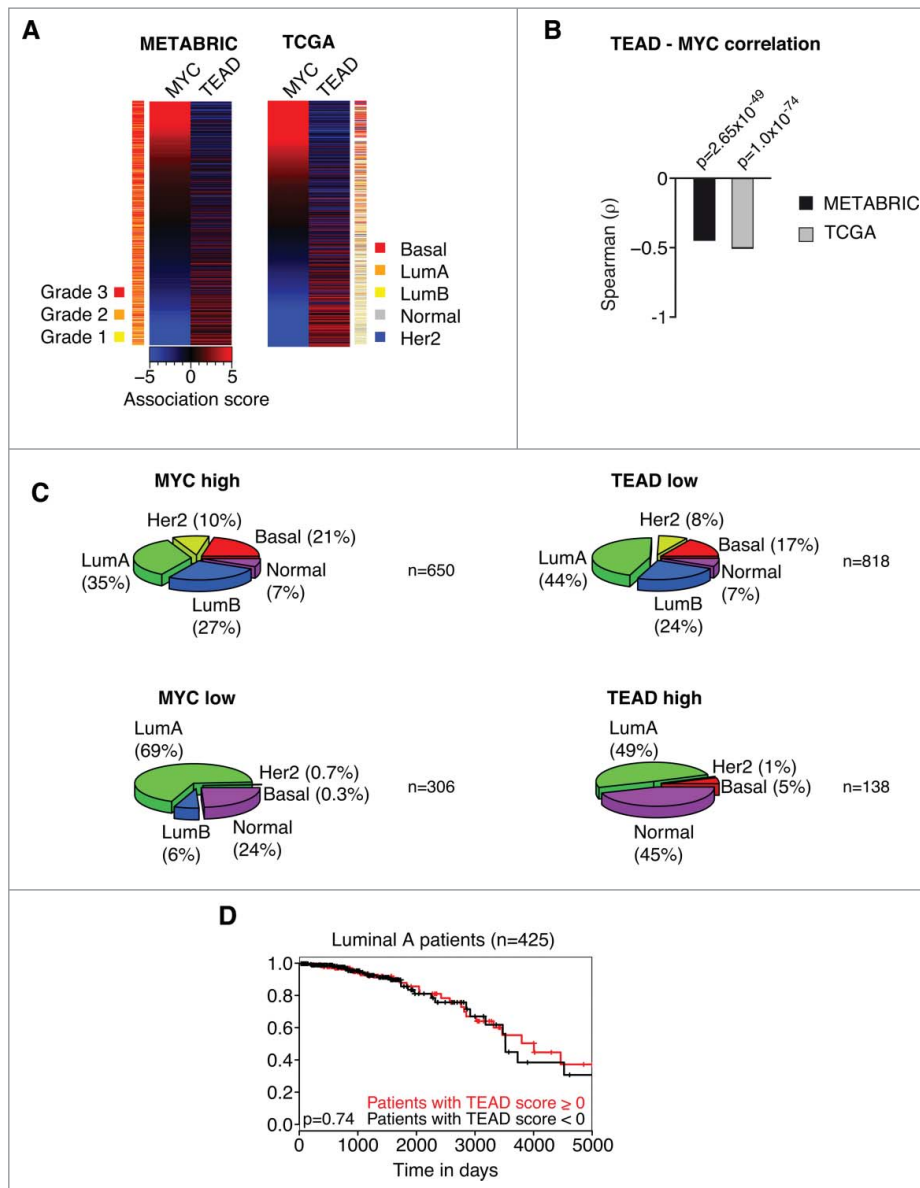 A
METABRIC
TCGA
MYC
TEAD
MYC
TEAD
Grade 3
Grade 2
Grade 1
Basal
LumA
LumB
Normal
Her2
−5 0 5
Association score
B
TEAD - MYC correlation
p=2.65x10-49
p=1.0x10-74
0
−0.5
-1
Spearman (ρ)
METABRIC
TCGA
C
MYC high
Her2 (10%)
Basal (21%)
LumA
(35%)
Normal
(7%)
LumB
(27%)
n=650
TEAD low
Her2 (8%)
Basal (17%)
LumA
(44%)
Normal
(7%)
LumB
(24%)
n=818
MYC low
LumA
(69%)
Her2 (0.7%)
Basal (0.3%)
LumB
(6%)
Normal
(24%)
n=306
TEAD high
LumA
(49%)
Her2 (1%)
Basal (5%)
Normal
(45%)
n=138
D
Luminal A patients (n=425)
1.0
0.8
0.6
0.4
0.2
0.0
Patients with TEAD score ≥ 0
p=0.74 Patients with TEAD score < 0
0 1000 2000 3000 4000 5000
Time in days